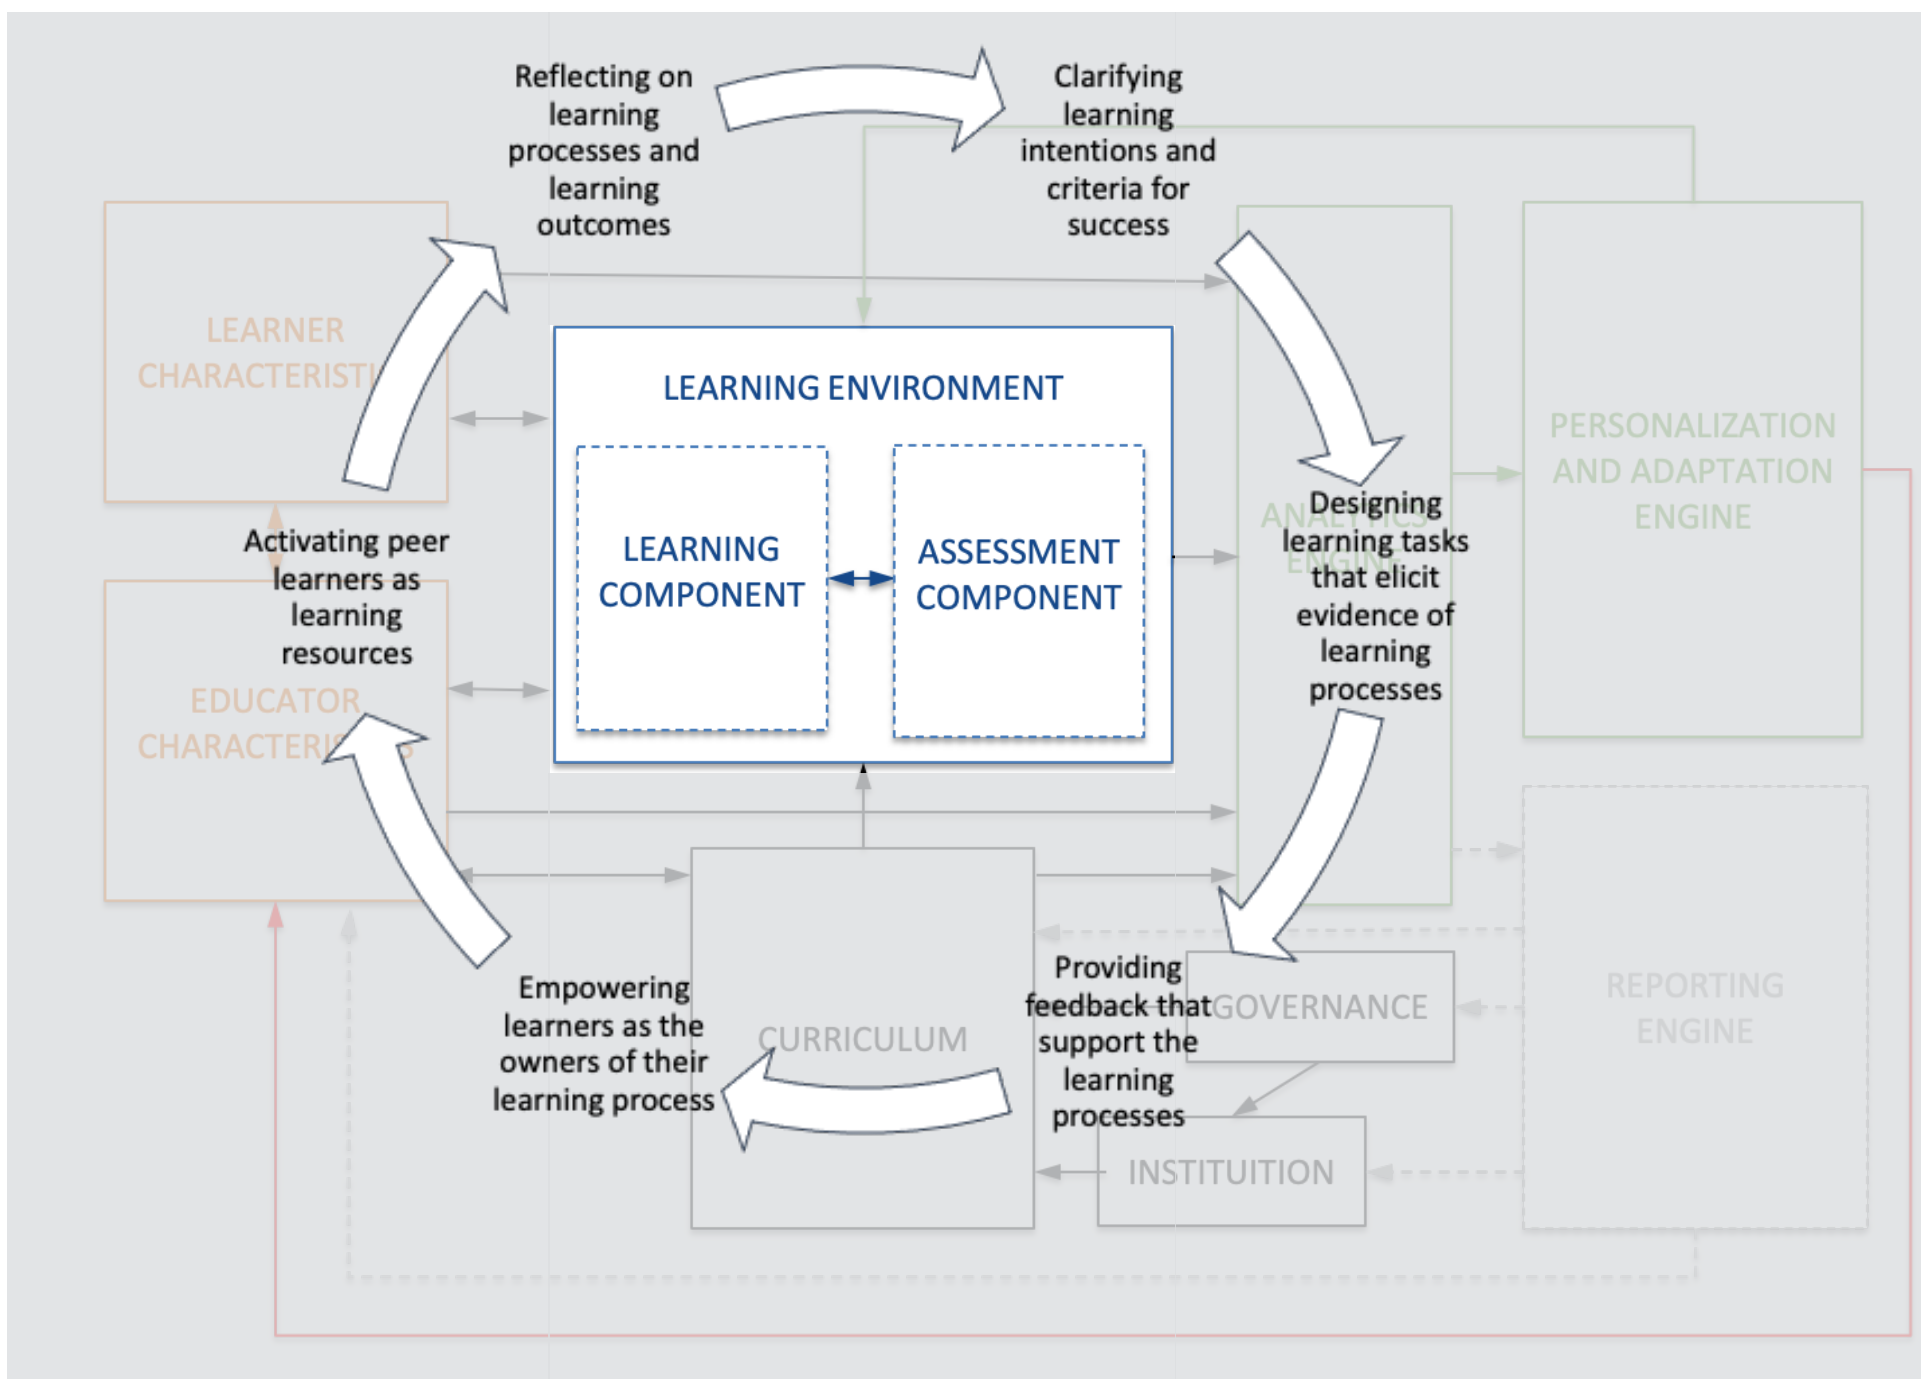 Reflecting on
learning
processes and
learning
outcomes
Clarifying
learning
intentions and
criteria for
success
LEARNER
CHARACTERISTI
LEARNING ENVIRONMENT
LEARNING
COMPONENT
ASSESSMENT
COMPONENT
PERSONALIZATION
AND ADAPTATION
ENGINE
ANALYTICS
ENGINE
Designing
learning tasks
that elicit
evidence of
learning
processes
Activating peer
learners as
learning
resources
EDUCATOR
CHARACTERISTICS
Empowering
learners as the
owners of their
learning process
CURRICULUM
Providing
feedback that
support the
learning
processes
GOVERNANCE
INSTITUITION
REPORTING
ENGINE